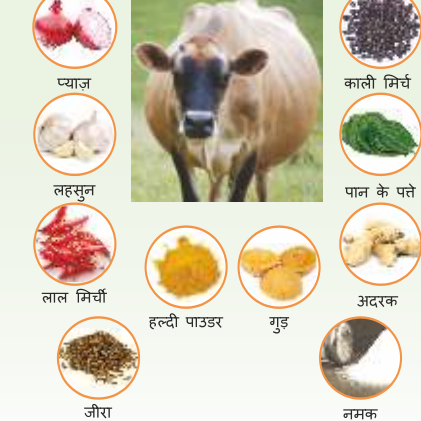 प्याज़
काली मिर्च
लहसुन
पान के पत्ते
लाल मिर्ची
हल्दी पाउडर
गुड़
अदरक
जीरा
नमक